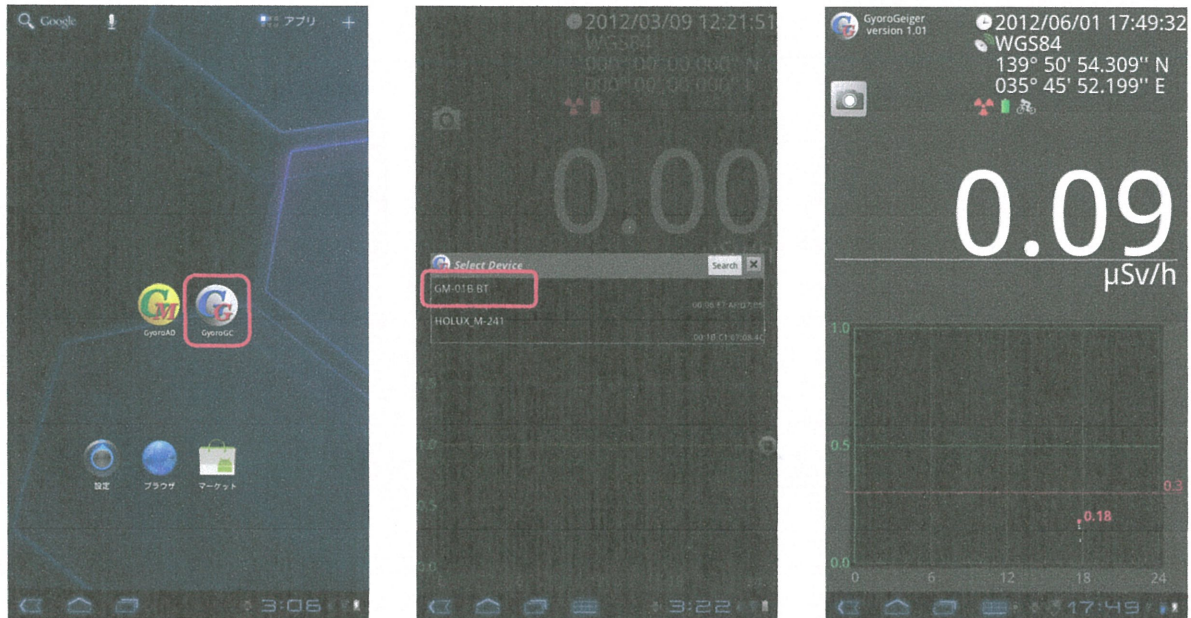 Google
アプリ
GyoroAD
GyoroGC
設定
ブラウザ
マーケット
3:06
2012/03/09 12:21:51
WGS84
0.00
Select Device
Search
GM-01B BT
HOLUX_M-241
3:22
GyoroGeiger
version 1.01
2012/06/01 17:49:32
WGS84
139° 50' 54.309'' N
035° 45' 52.199'' E
0.09
µSv/h
1.0
0.5
0.3
0.18
0.0
0 6 12 18 24
17:49